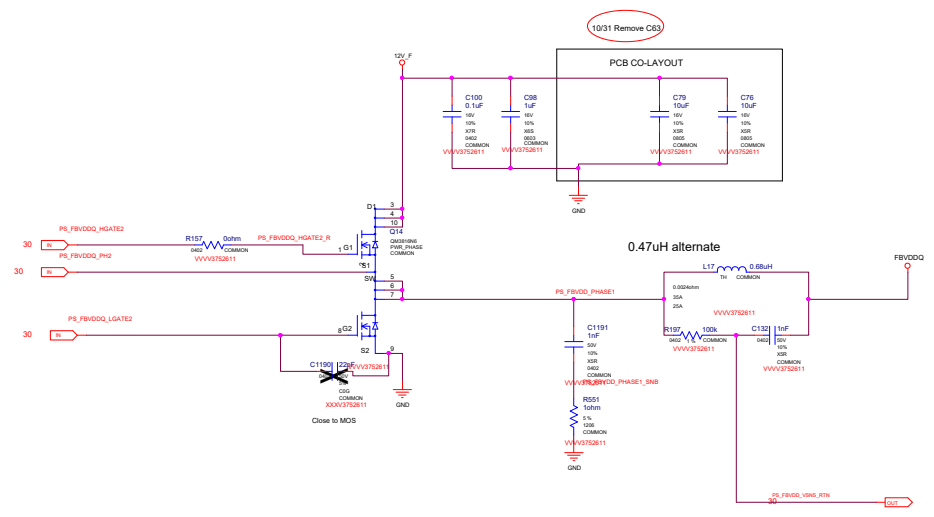 10/31 Remove C63
12V_F
PCB CO-LAYOUT
C100
0.1uF
16V
10%
X7R
0402
COMMON
VVVV3752611
C98
1uF
16V
10%
X6S
0603
COMMON
VVVV3752611
C79
10uF
16V
10%
X5R
0805
COMMON
VVVV3752611
C76
10uF
16V
10%
X5R
0805
COMMON
VVVV3752611
GND
D1
3
4
10
Q14
QM3816N6
PWR_PHASE
COMMON
PS_FBVDDQ_HGATE2
30
IN
R157
0ohm
0402
COMMON
VVVV3752611
PS_FBVDDQ_HGATE2_R
1
G1
2
S1
PS_FBVDDQ_PH2
30
IN
SW
5
6
7
PS_FBVDDQ_LGATE2
30
IN
8
G2
S2
9
GND
C1190
22pF
50V
C0G
COMMON
VVVV3752611
XXXV3752611
Close to MOS
PS_FBVDD_PHASE1
C1191
1nF
50V
10%
X5R
0402
COMMON
VVVV3752611
PS_FBVDD_PHASE1_SNB
R551
1ohm
5 %
1206
COMMON
VVVV3752611
GND
0.47uH alternate
L17
0.68uH
TH
COMMON
0.0024ohm
35A
25A
VVVV3752611
R197
100k
0402
1 %
COMMON
VVVV3752611
C132
1nF
0402
50V
10%
X5R
COMMON
VVVV3752611
FBVDDQ
PS_FBVDD_VSNS_RTN
30
OUT